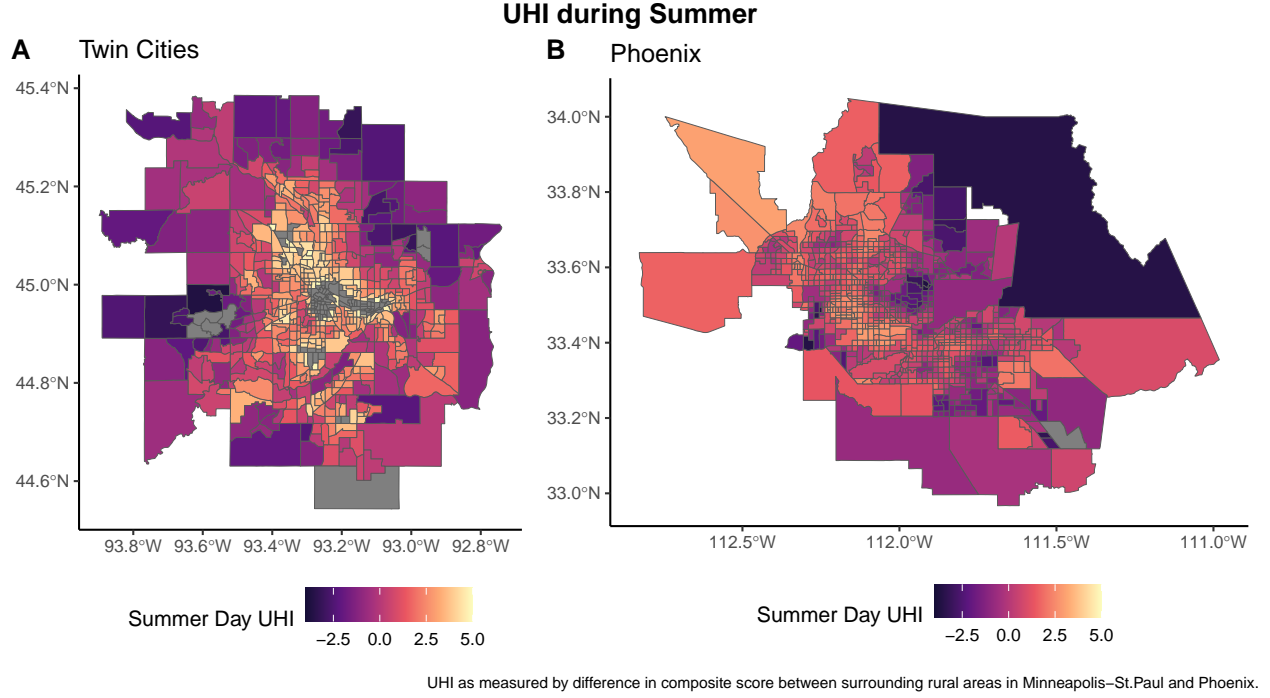 UHI during Summer
A Twin Cities
45.4°N
45.2°N
45.0°N
44.8°N
44.6°N
93.8°W 93.6°W 93.4°W 93.2°W 93.0°W 92.8°W
Summer Day UHI
−2.5 0.0 2.5 5.0
B Phoenix
34.0°N
33.8°N
33.6°N
33.4°N
33.2°N
33.0°N
112.5°W 112.0°W 111.5°W 111.0°W
Summer Day UHI
−2.5 0.0 2.5 5.0
UHI as measured by difference in composite score between surrounding rural areas in Minneapolis−St.Paul and Phoenix.